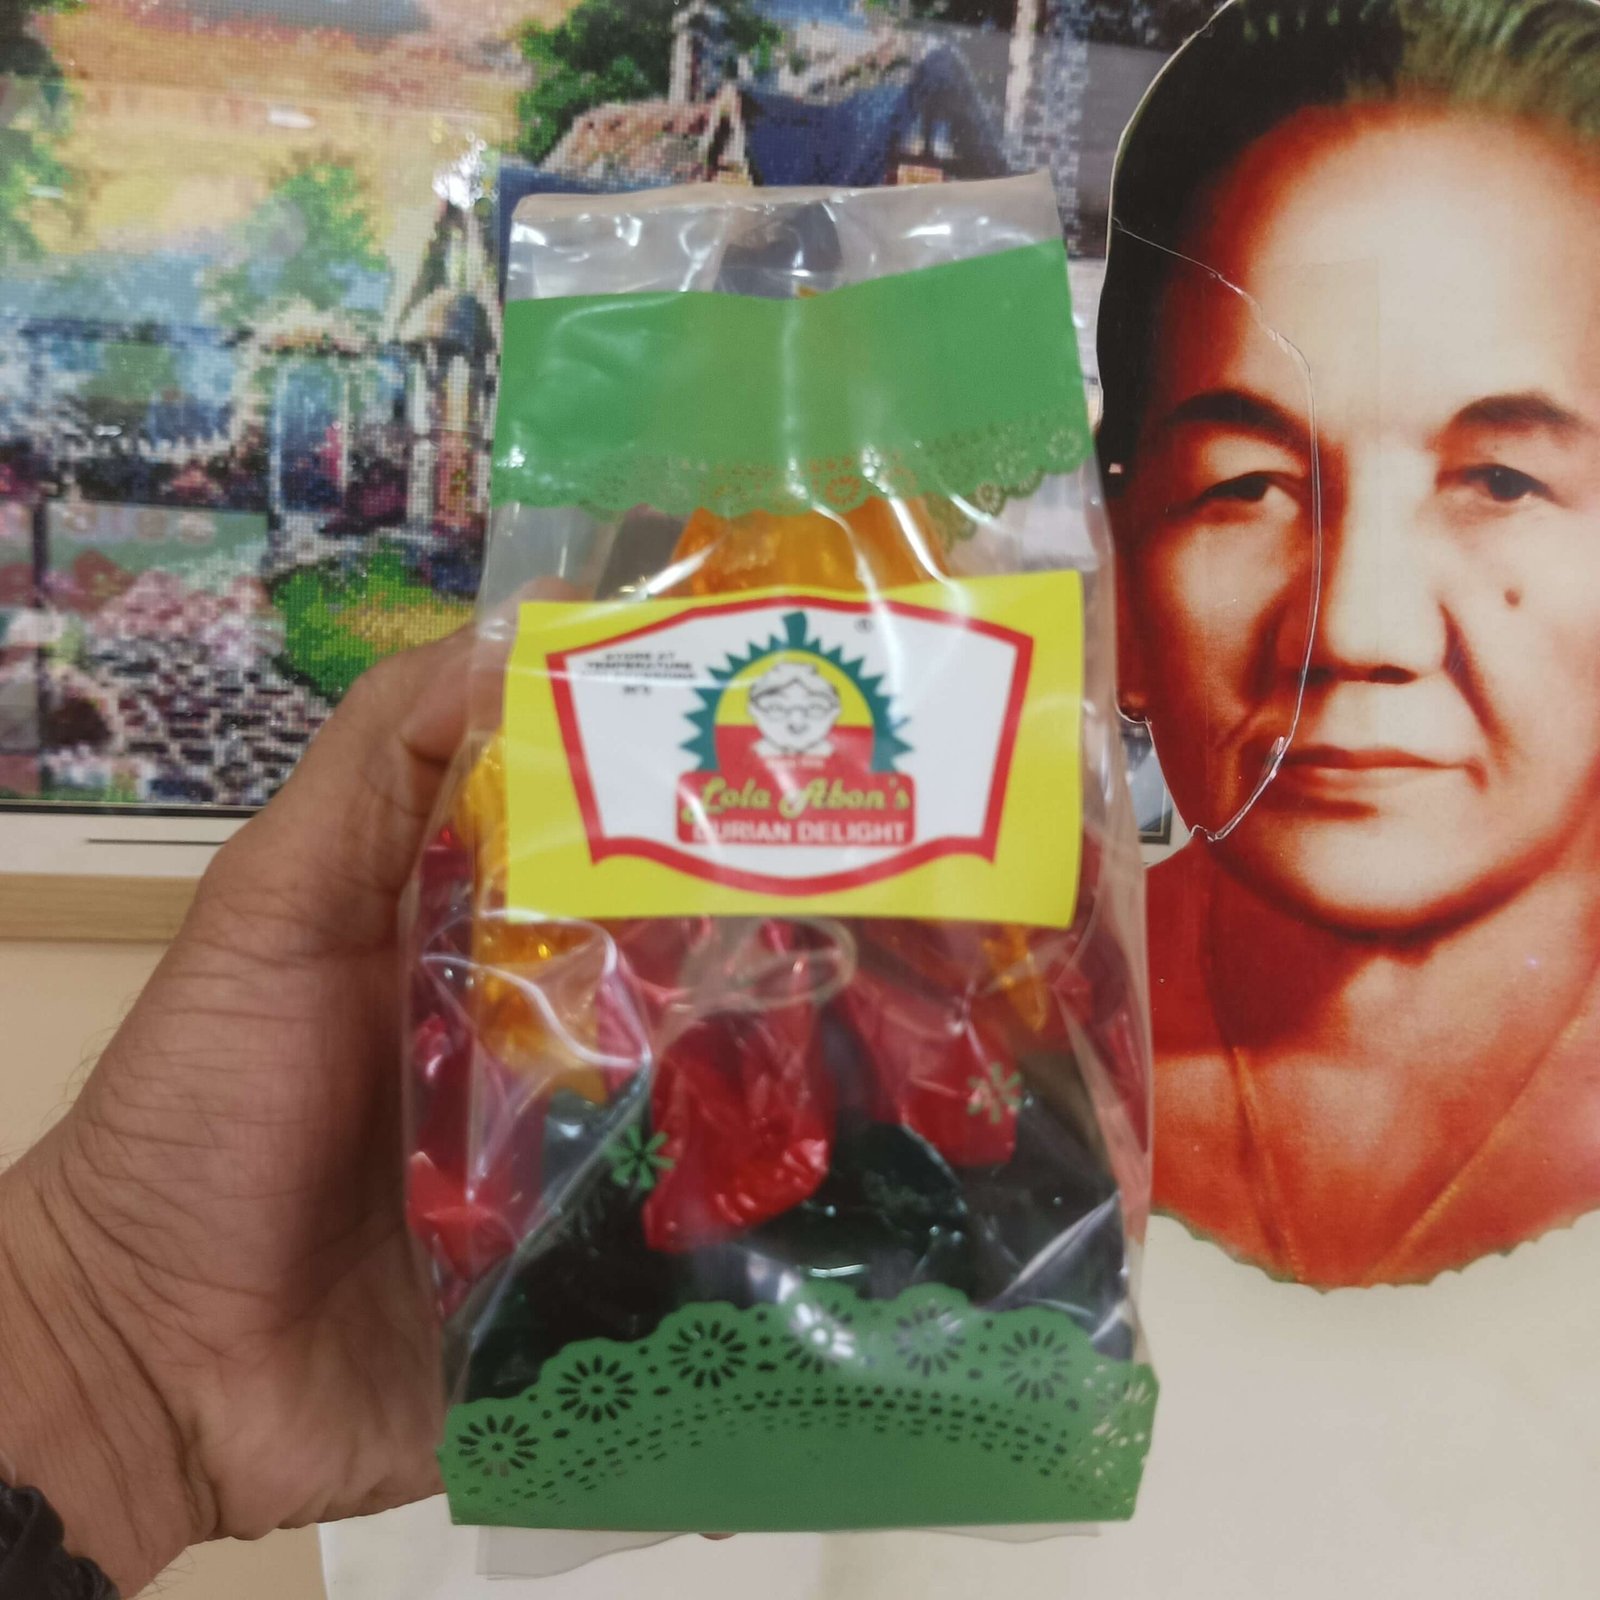 ®
STORE AT
TEMPERATURE
Lola Abon's
DURIAN DELIGHT